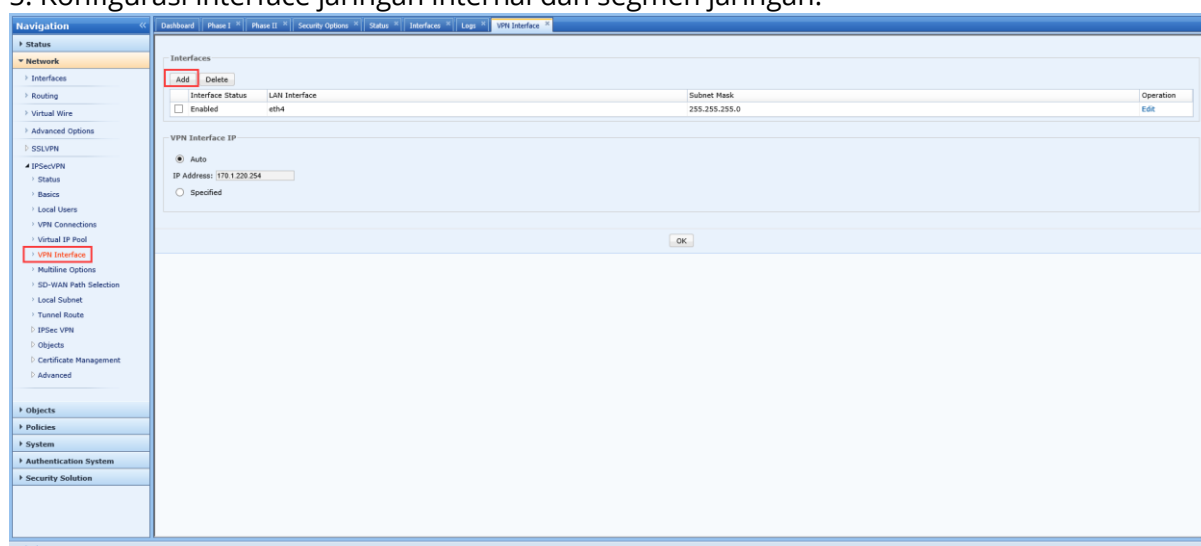 3. Konfigurasi interface jaringan internal dan segmen jaringan.
Navigation
Dashboard
Phase I
Phase II
Security Options
Status
Interfaces
Logs
VPN Interface
Status
Network
Interfaces
Routing
Virtual Wire
Advanced Options
SSLVPN
IPSecVPN
Status
Basics
Local Users
VPN Connections
Virtual IP Pool
VPN Interface
Multiline Options
SD-WAN Path Selection
Local Subnet
Tunnel Route
IPSec VPN
Objects
Certificate Management
Advanced
Objects
Policies
System
Authentication System
Security Solution
Interfaces
Add Delete
Interface Status LAN Interface Subnet Mask Operation
Enabled eth4 255.255.255.0 Edit
VPN Interface IP
Auto
IP Address: 170.1.220.254
Specified
OK